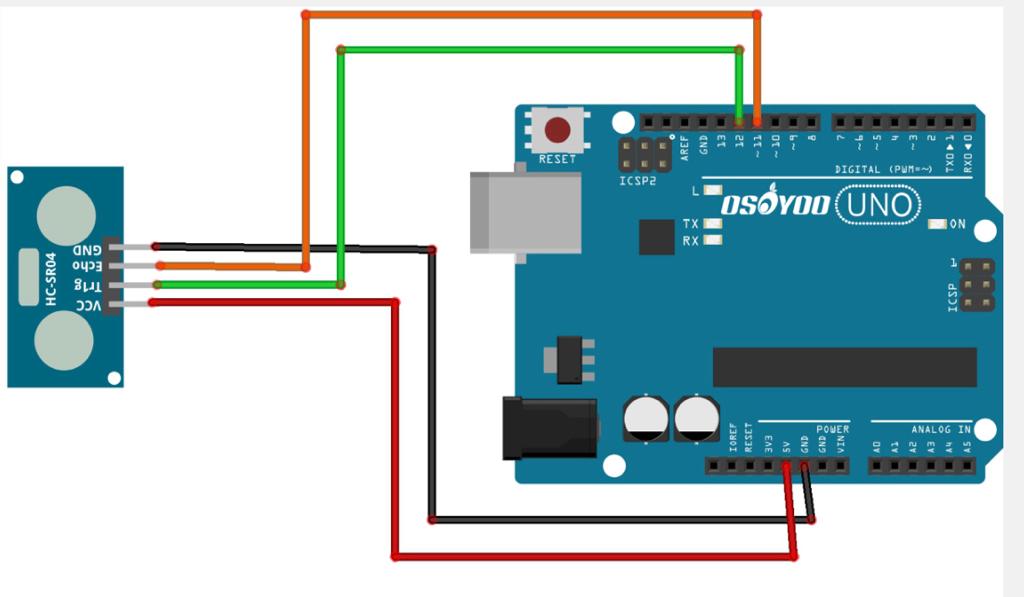 GND
Echo
Trig
VCC
HC-SR04
RESET
ICSP2
AREF
GND
13
12
~11
~10
~9
8
7
~6
~5
4
~3
2
TX0▶1
RX0◀0
DIGITAL (PWM=~)
L
TX
RX
OSOYOO
UNO
ON
1
ICSP
IOREF
RESET
3V3
5V
GND
GND
VIN
POWER
ANALOG IN
A0
A1
A2
A3
A4
A5